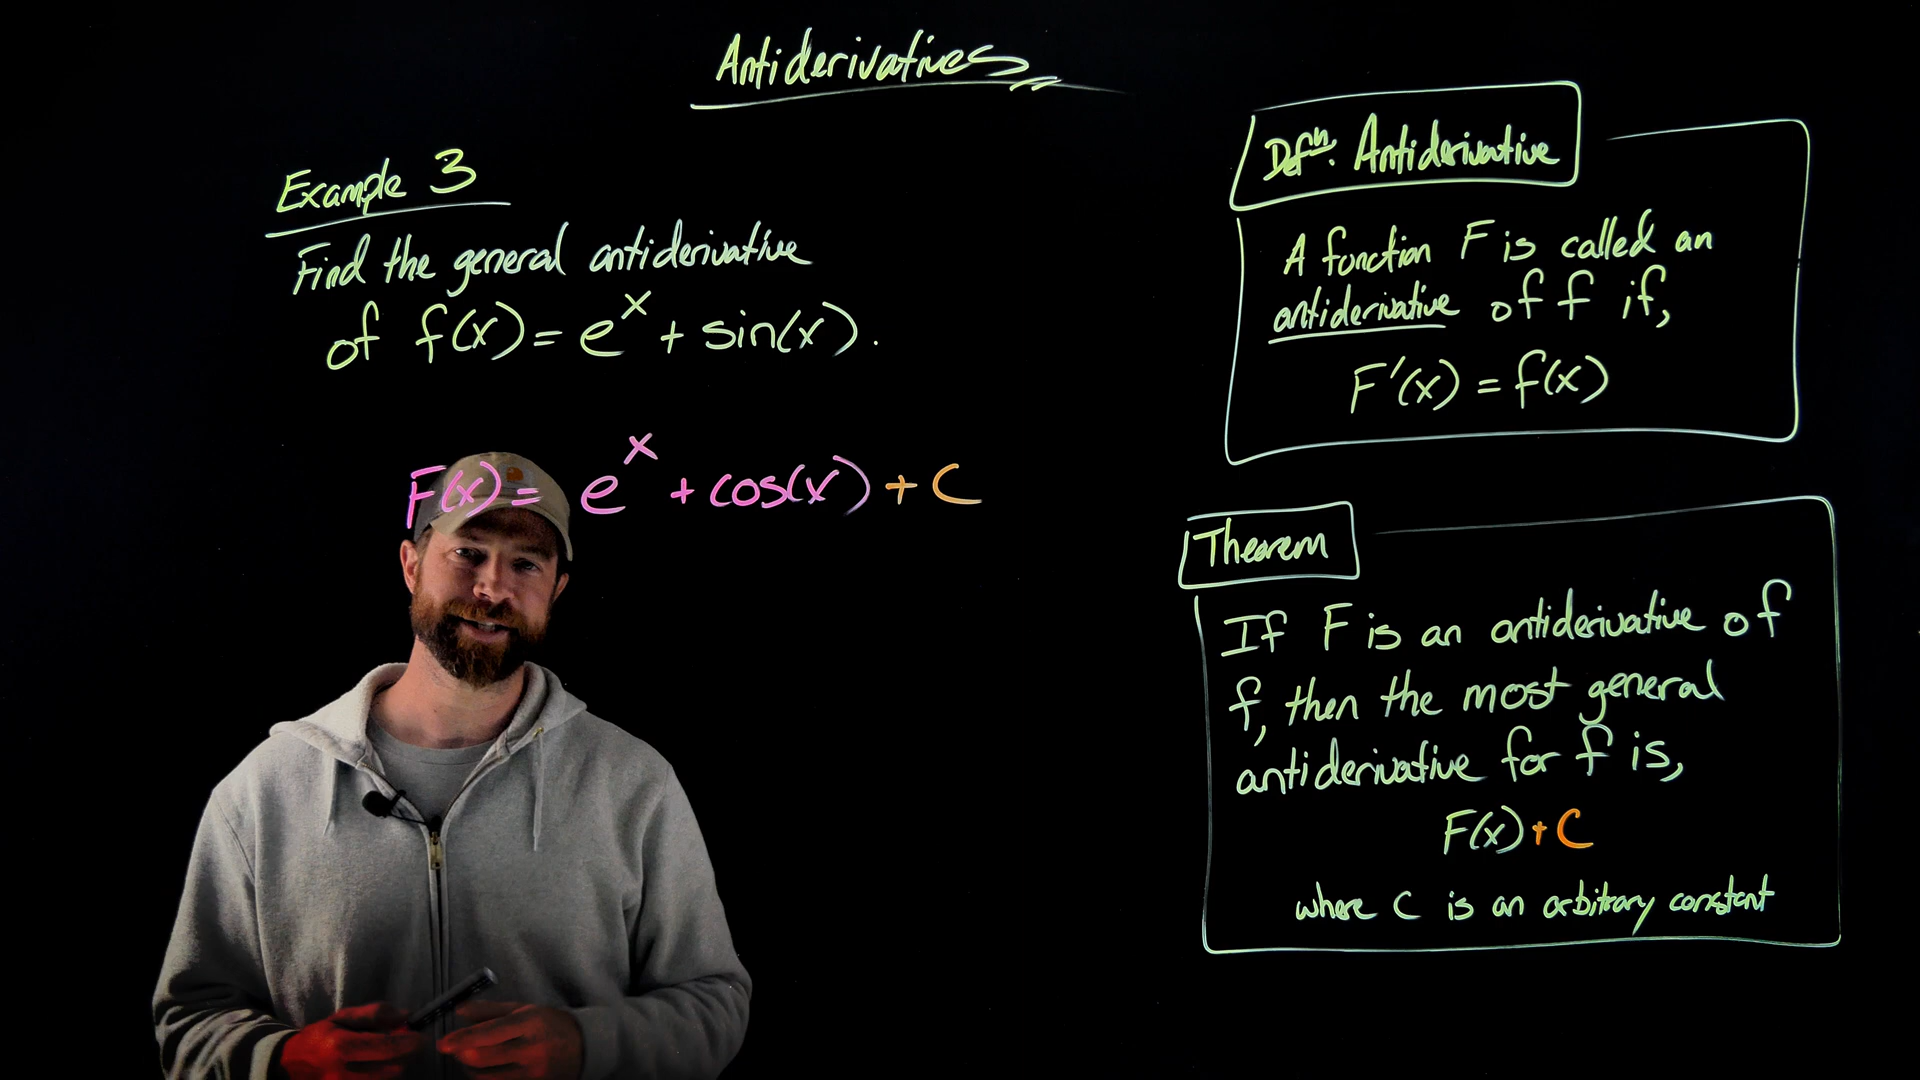 Antiderivatives
Example 3
Find the general antiderivative
of f(x) = e^x + sin(x).
F(x) = e^x + cos(x) + C
Defⁿ: Antiderivative
A function F is called an
antiderivative of f if,
F'(x) = f(x)
Theorem
If F is an antiderivative of
f, then the most general
antiderivative for f is,
F(x) + C
where C is an arbitrary constant